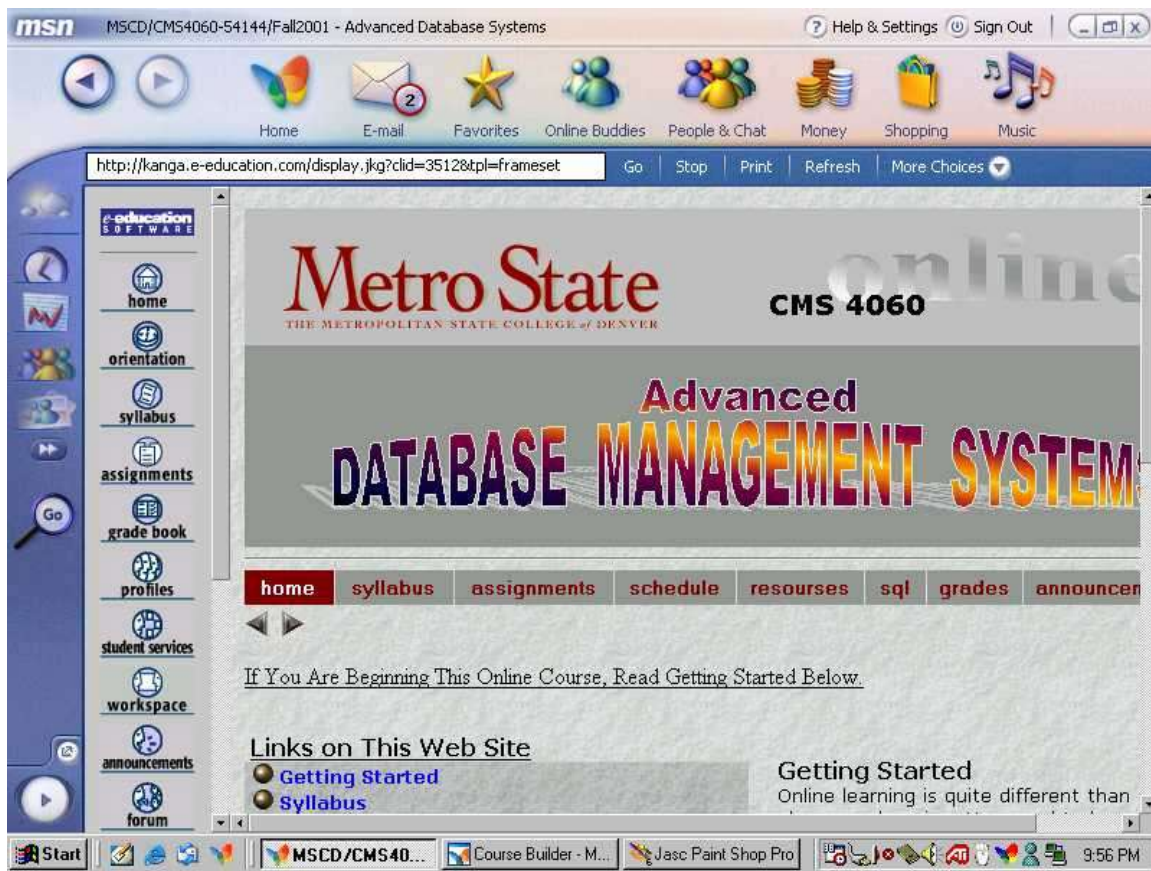 msn MSCD/CMS4060-54144/Fall2001 - Advanced Database Systems ? Help & Settings Sign Out
2
Home E-mail Favorites Online Buddies People & Chat Money Shopping Music
http://kanga.e-education.com/display.jkg?clid=3512&tpl=frameset Go Stop Print Refresh More Choices
e-education
SOFTWARE
home
orientation
syllabus
assignments
grade book
profiles
student services
workspace
announcements
forum
Go
Metro State
THE METROPOLITAN STATE COLLEGE of DENVER
online
CMS 4060
Advanced
DATABASE MANAGEMENT SYSTEMS
home syllabus assignments schedule resourses sql grades announcer
If You Are Beginning This Online Course, Read Getting Started Below.
Links on This Web Site
Getting Started
Syllabus
Getting Started
Online learning is quite different than
Start MSCD/CMS40... Course Builder - M... Jasc Paint Shop Pro 9:56 PM